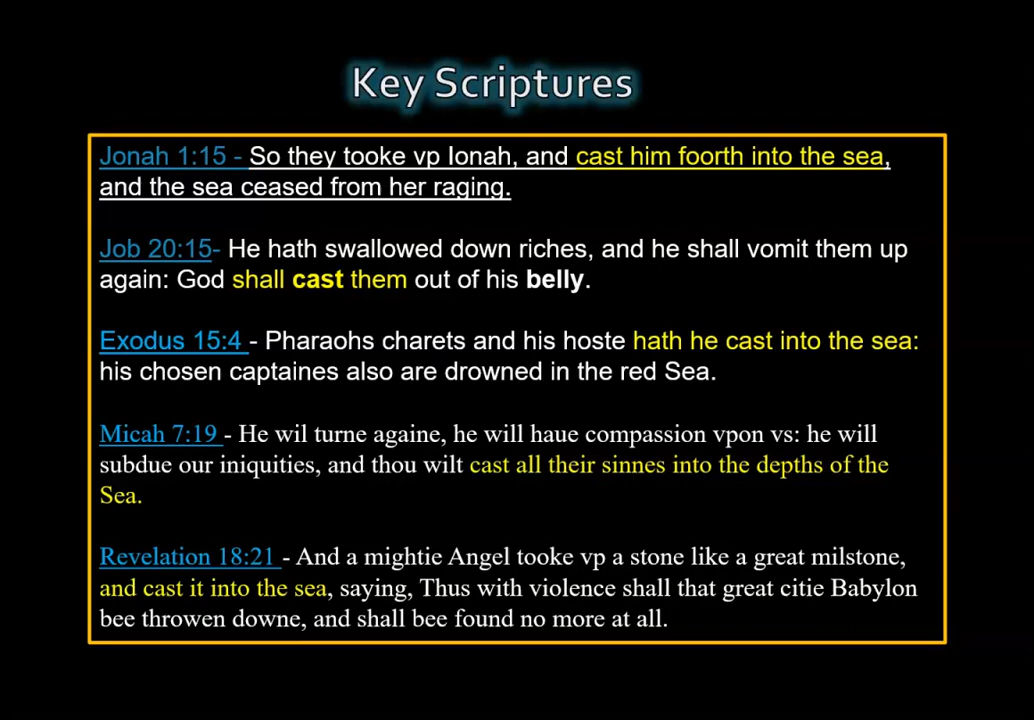 Key Scriptures
Jonah 1:15 - So they tooke vp Ionah, and cast him foorth into the sea,
and the sea ceased from her raging.
Job 20:15- He hath swallowed down riches, and he shall vomit them up
again: God shall cast them out of his belly.
Exodus 15:4 - Pharaohs charets and his hoste hath he cast into the sea:
his chosen captaines also are drowned in the red Sea.
Micah 7:19 - He wil turne againe, he will haue compassion vpon vs: he will
subdue our iniquities, and thou wilt cast all their sinnes into the depths of the
Sea.
Revelation 18:21 - And a mightie Angel tooke vp a stone like a great milstone,
and cast it into the sea, saying, Thus with violence shall that great citie Babylon
bee throwen downe, and shall bee found no more at all.